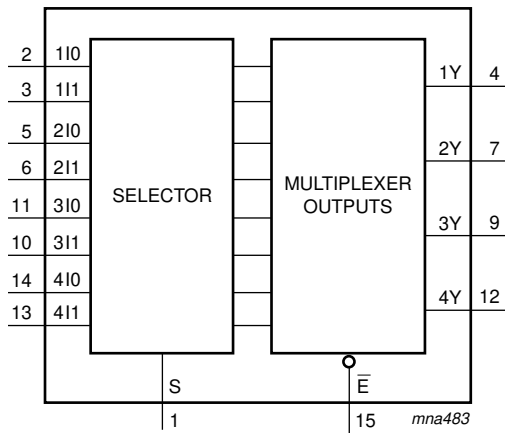 2 1I0
3 1I1
5 2I0
6 2I1
11 3I0
10 3I1
14 4I0
13 4I1
SELECTOR
MULTIPLEXER
OUTPUTS
1Y 4
2Y 7
3Y 9
4Y 12
S
1
E̅
15
mna483